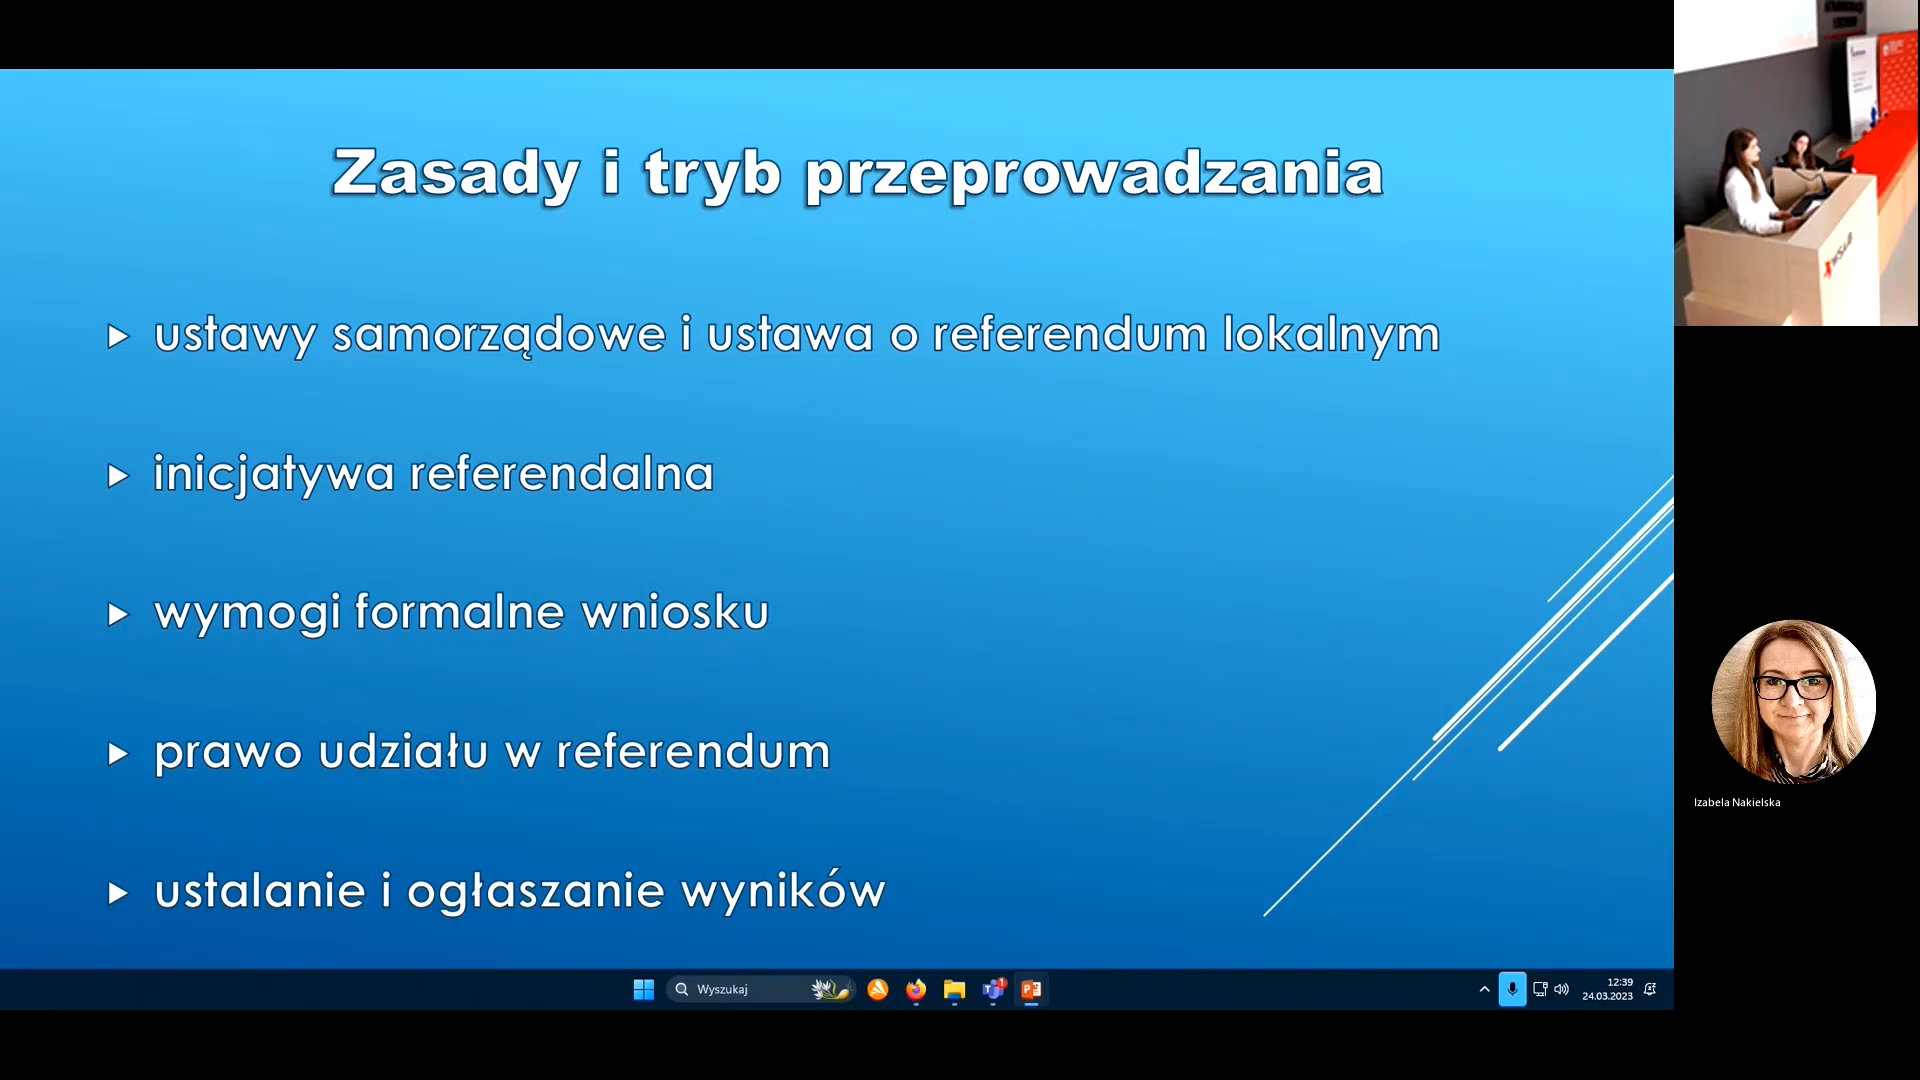 Zasady i tryb przeprowadzania
ustawy samorządowe i ustawa o referendum lokalnym
inicjatywa referendalna
wymogi formalne wniosku
prawo udziału w referendum
ustalanie i ogłaszanie wyników
Izabela Nakielska
Wyszukaj
12:39
24.03.2023